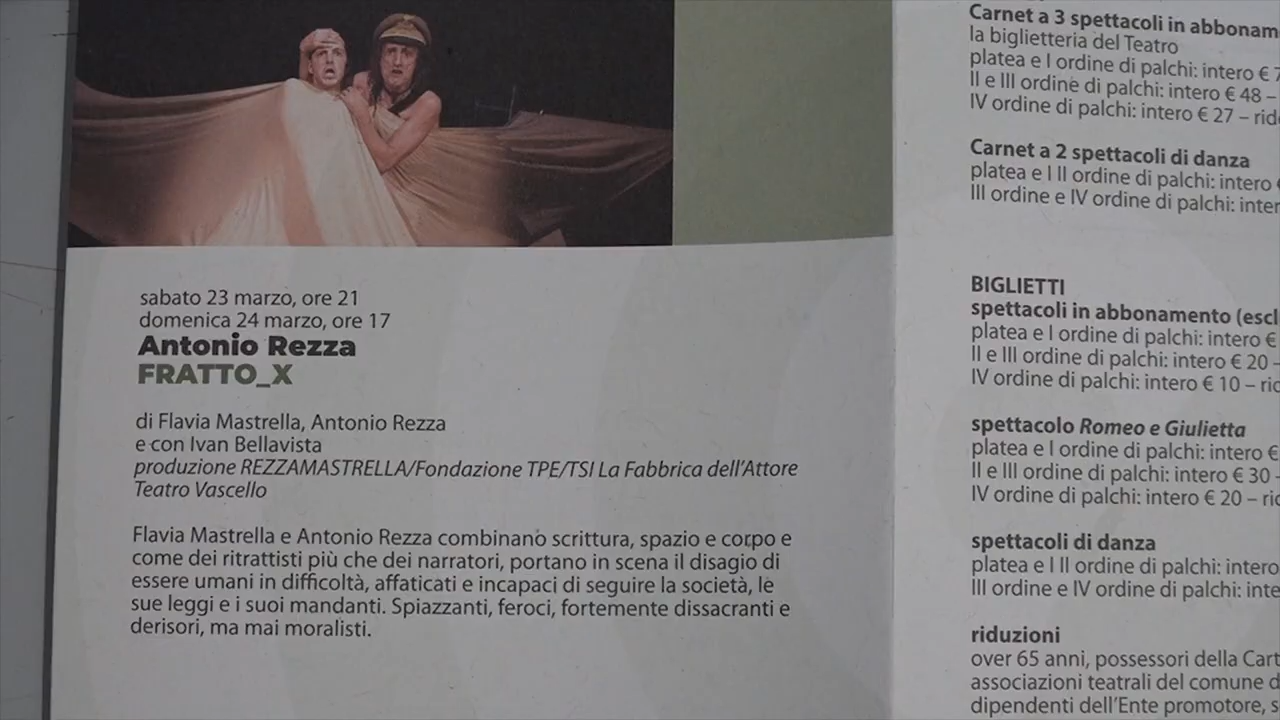 sabato 23 marzo, ore 21
domenica 24 marzo, ore 17
Antonio Rezza
FRATTO_X
di Flavia Mastrella, Antonio Rezza
e con Ivan Bellavista
produzione REZZAMASTRELLA/Fondazione TPE/TSI La Fabbrica dell'Attore
Teatro Vascello
Flavia Mastrella e Antonio Rezza combinano scrittura, spazio e corpo e
come dei ritrattisti più che dei narratori, portano in scena il disagio di
essere umani in difficoltà, affaticati e incapaci di seguire la società, le
sue leggi e i suoi mandanti. Spiazzanti, feroci, fortemente dissacranti e
derisori, ma mai moralisti.
Carnet a 3 spettacoli in abbonam
la biglietteria del Teatro
platea e I ordine di palchi: intero € 7
II e III ordine di palchi: intero € 48 –
IV ordine di palchi: intero € 27 – rid
Carnet a 2 spettacoli di danza
platea e I II ordine di palchi: intero €
III ordine e IV ordine di palchi: inter
BIGLIETTI
spettacoli in abbonamento (escl
platea e I ordine di palchi: intero €
II e III ordine di palchi: intero € 20 –
IV ordine di palchi: intero € 10 – ric
spettacolo Romeo e Giulietta
platea e I ordine di palchi: intero €
II e III ordine di palchi: intero € 30 -
IV ordine di palchi: intero € 20 – ric
spettacoli di danza
platea e I II ordine di palchi: intero
III ordine e IV ordine di palchi: inte
riduzioni
over 65 anni, possessori della Cart
associazioni teatrali del comune d
dipendenti dell'Ente promotore, s